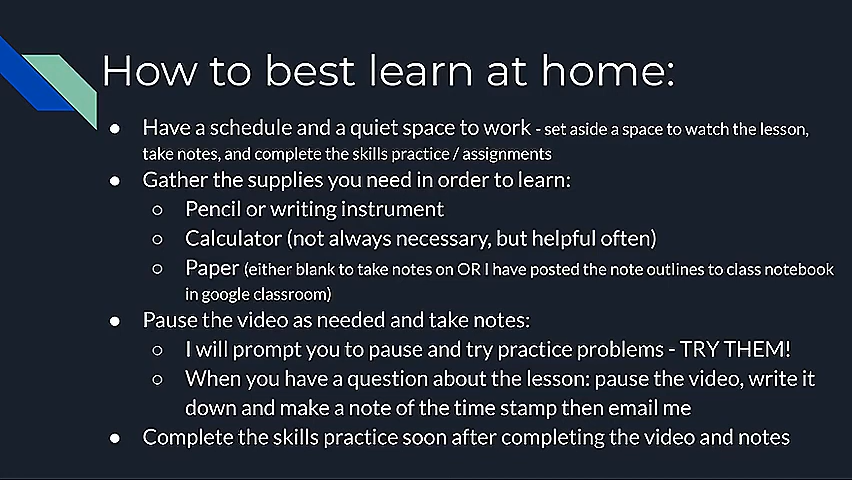 How to best learn at home:
● Have a schedule and a quiet space to work - set aside a space to watch the lesson,
take notes, and complete the skills practice / assignments
● Gather the supplies you need in order to learn:
○ Pencil or writing instrument
○ Calculator (not always necessary, but helpful often)
○ Paper (either blank to take notes on OR I have posted the note outlines to class notebook
in google classroom)
● Pause the video as needed and take notes:
○ I will prompt you to pause and try practice problems - TRY THEM!
○ When you have a question about the lesson: pause the video, write it
down and make a note of the time stamp then email me
● Complete the skills practice soon after completing the video and notes